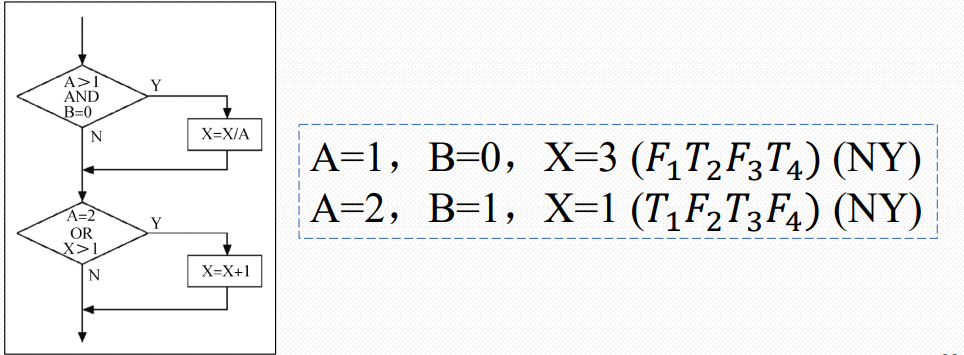 A>1
AND
B=0
Y
N
X=X/A
A=2
OR
X>1
Y
N
X=X+1
A=1，B=0，X=3 (F₁T₂F₃T₄) (NY)
A=2，B=1，X=1 (T₁F₂T₃F₄) (NY)